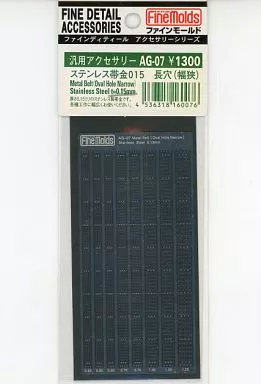 FINE DETAIL
ACCESSORIES
FineMolds
ファインモールド
ファインディティール アクセサリーシリーズ
汎用アクセサリー AG-07 ¥1300
ステンレス帯金015 長穴(幅狭)
Metal Belt(Oval Hole Narrow)
Stainless Steel t=0.15mm
4 536318 160076
FineMolds
AG-07 Metal Belt (Oval Hole Narrow)
Stainless Steel 0.15mm